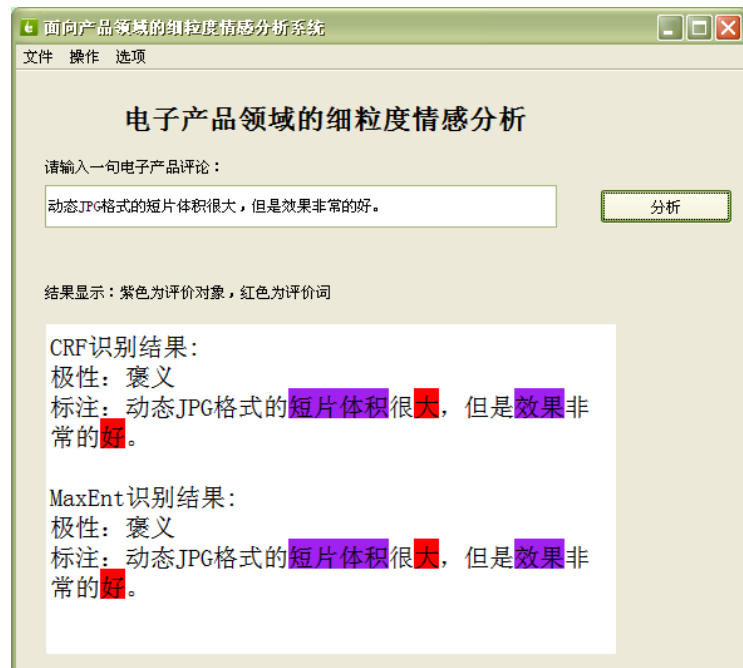 面向产品领域的细粒度情感分析系统
文件 操作 选项
电子产品领域的细粒度情感分析
请输入一句电子产品评论：
动态JPG格式的短片体积很大，但是效果非常的好。
分析
结果显示：紫色为评价对象，红色为评价词
CRF识别结果：
极性：褒义
标注：动态JPG格式的短片体积很大，但是效果非
常的好。
MaxEnt识别结果：
极性：褒义
标注：动态JPG格式的短片体积很大，但是效果非
常的好。